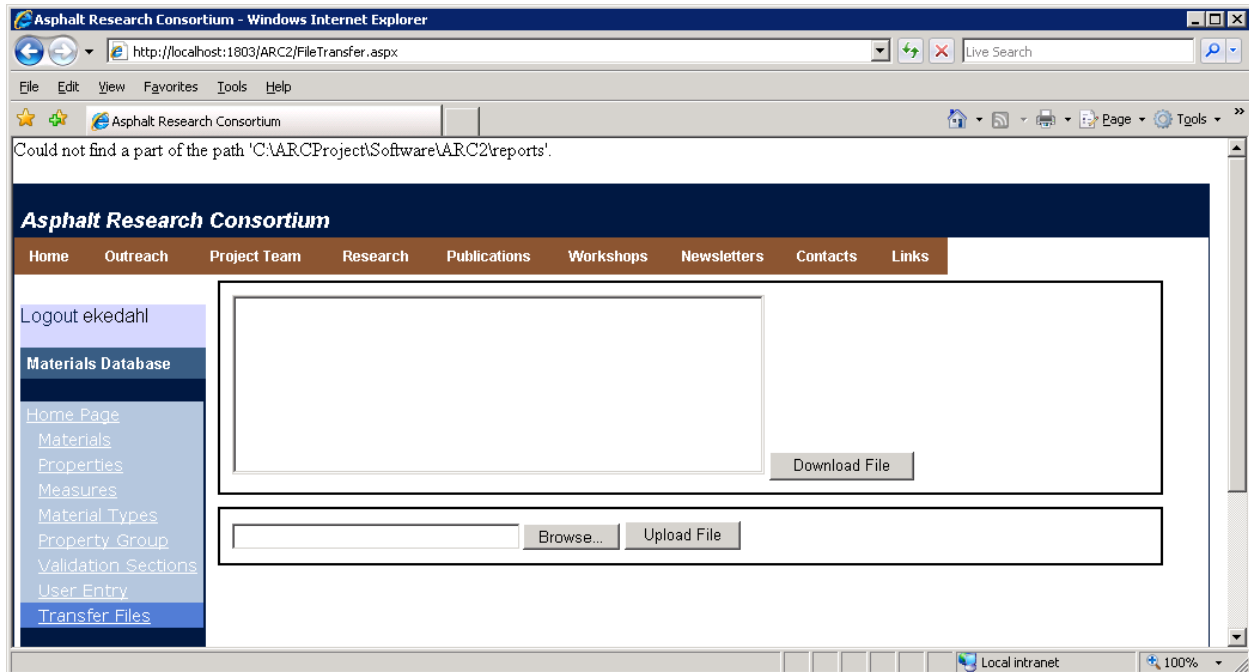 Asphalt Research Consortium - Windows Internet Explorer
http://localhost:1803/ARC2/FileTransfer.aspx
Live Search
File Edit View Favorites Tools Help
Asphalt Research Consortium
Page Tools »
Could not find a part of the path 'C:\ARCProject\Software\ARC2\reports'.
Asphalt Research Consortium
Home Outreach Project Team Research Publications Workshops Newsletters Contacts Links
Logout ekedahl
Materials Database
Home Page
Materials
Properties
Measures
Material Types
Property Group
Validation Sections
User Entry
Transfer Files
Download File
Browse... Upload File
Local intranet 100%